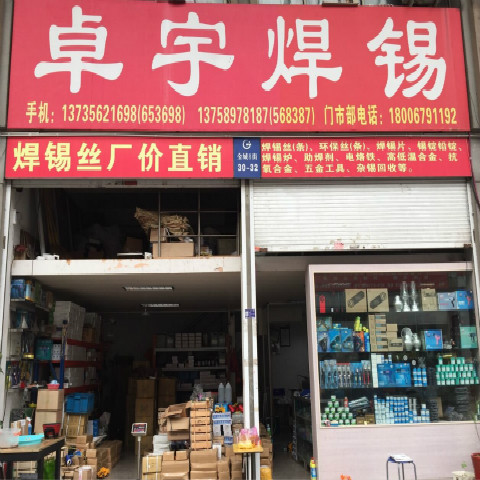 卓宇焊锡
手机：13735621698(653698) 13758978187(568387) 门市部电话：18006791192
焊锡丝厂价直销
金城1街
30-32
焊锡丝(条)、环保丝(条)、焊锡片、锡锭铅锭、
焊锡炉、助焊剂、电烙铁、高低温合金、抗
氧合金、五金工具、杂锡回收等。